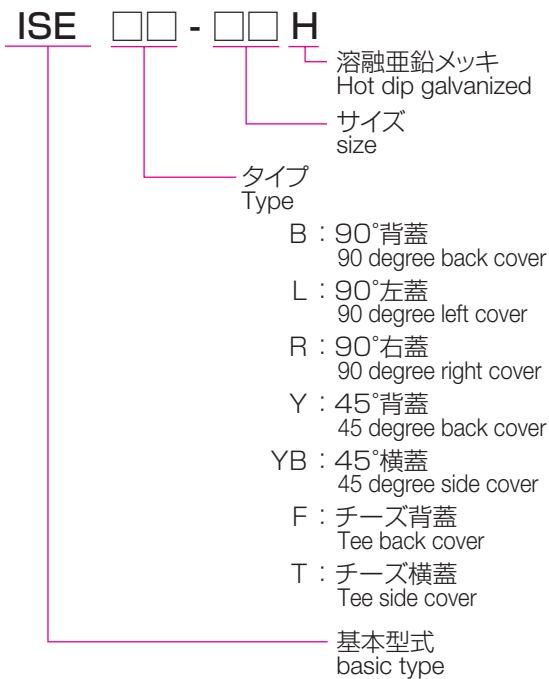 ISE □□ - □□ H
溶融亜鉛メッキ
Hot dip galvanized
サイズ
size
タイプ
Type
B：90°背蓋
90 degree back cover
L：90°左蓋
90 degree left cover
R：90°右蓋
90 degree right cover
Y：45°背蓋
45 degree back cover
YB：45°横蓋
45 degree side cover
F：チーズ背蓋
Tee back cover
T：チーズ横蓋
Tee side cover
基本型式
basic type